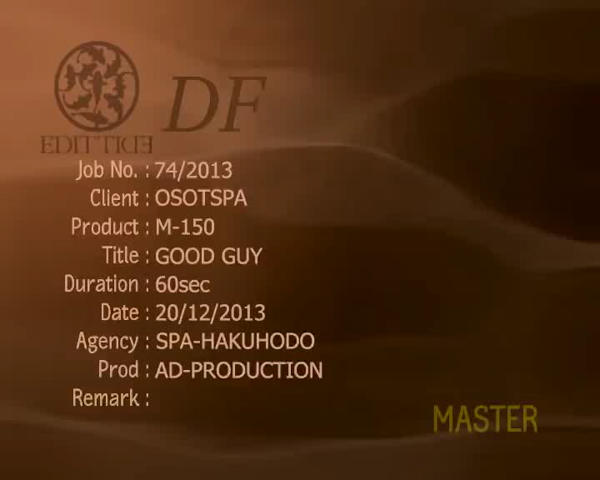 DF
EDIT TIDE
Job No. : 74/2013
Client : OSOTSPA
Product : M-150
Title : GOOD GUY
Duration : 60sec
Date : 20/12/2013
Agency : SPA-HAKUHODO
Prod : AD-PRODUCTION
Remark :
MASTER